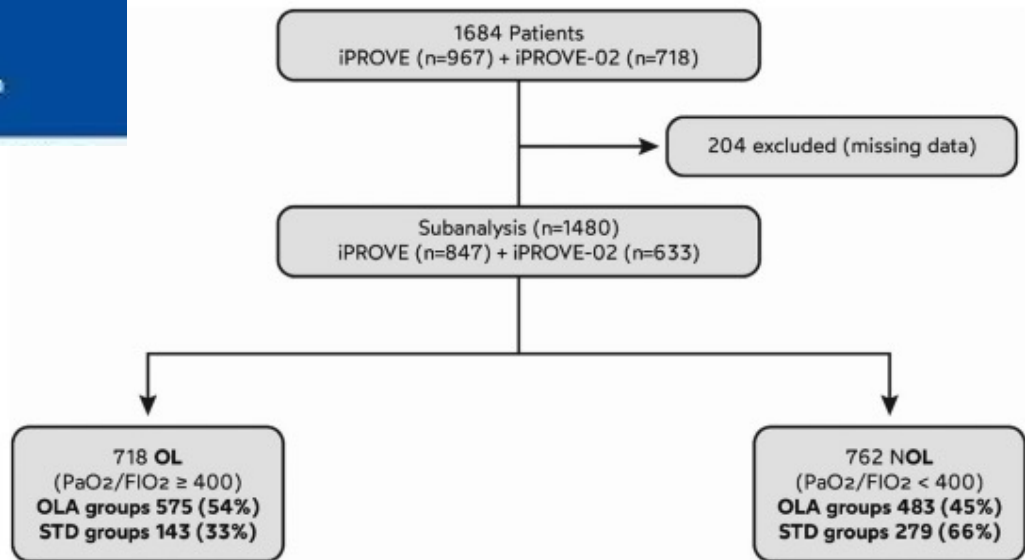 1684 Patients
iPROVE (n=967) + iPROVE-02 (n=718)
204 excluded (missing data)
Subanalysis (n=1480)
iPROVE (n=847) + iPROVE-02 (n=633)
718 OL
(PaO2/FIO2 ≥ 400)
OLA groups 575 (54%)
STD groups 143 (33%)
762 NOL
(PaO2/FIO2 < 400)
OLA groups 483 (45%)
STD groups 279 (66%)